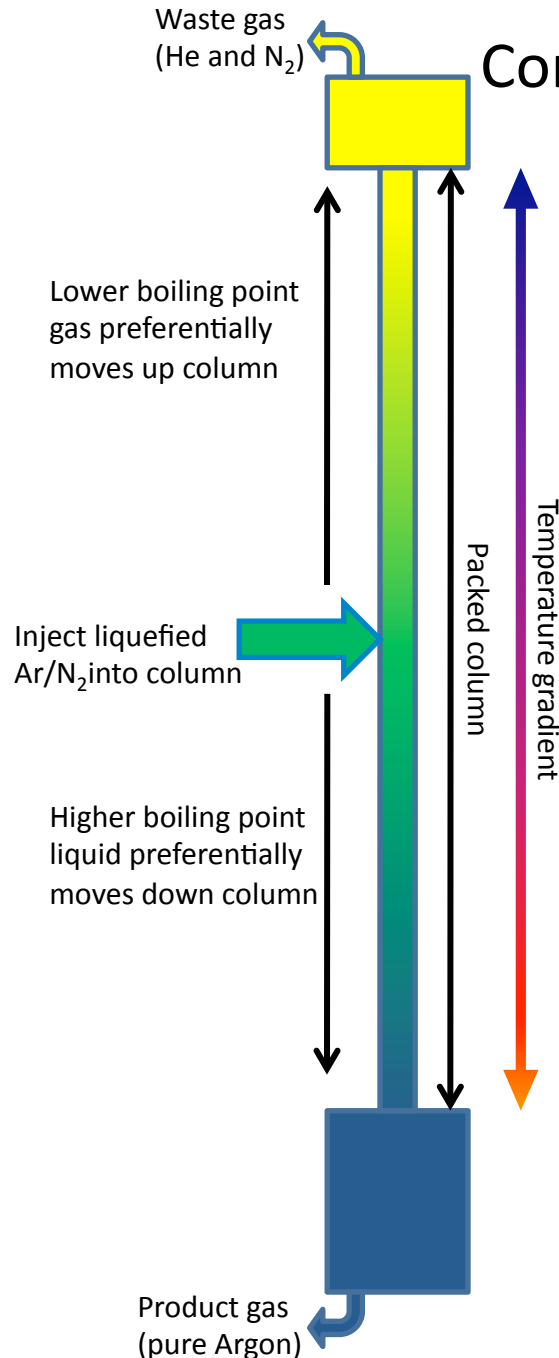 Waste gas
(He and N₂)
Lower boiling point
gas preferentially
moves up column
Inject liquefied
Ar/N₂into column
Higher boiling point
liquid preferentially
moves down column
Packed column
Temperature gradient
Product gas
(pure Argon)